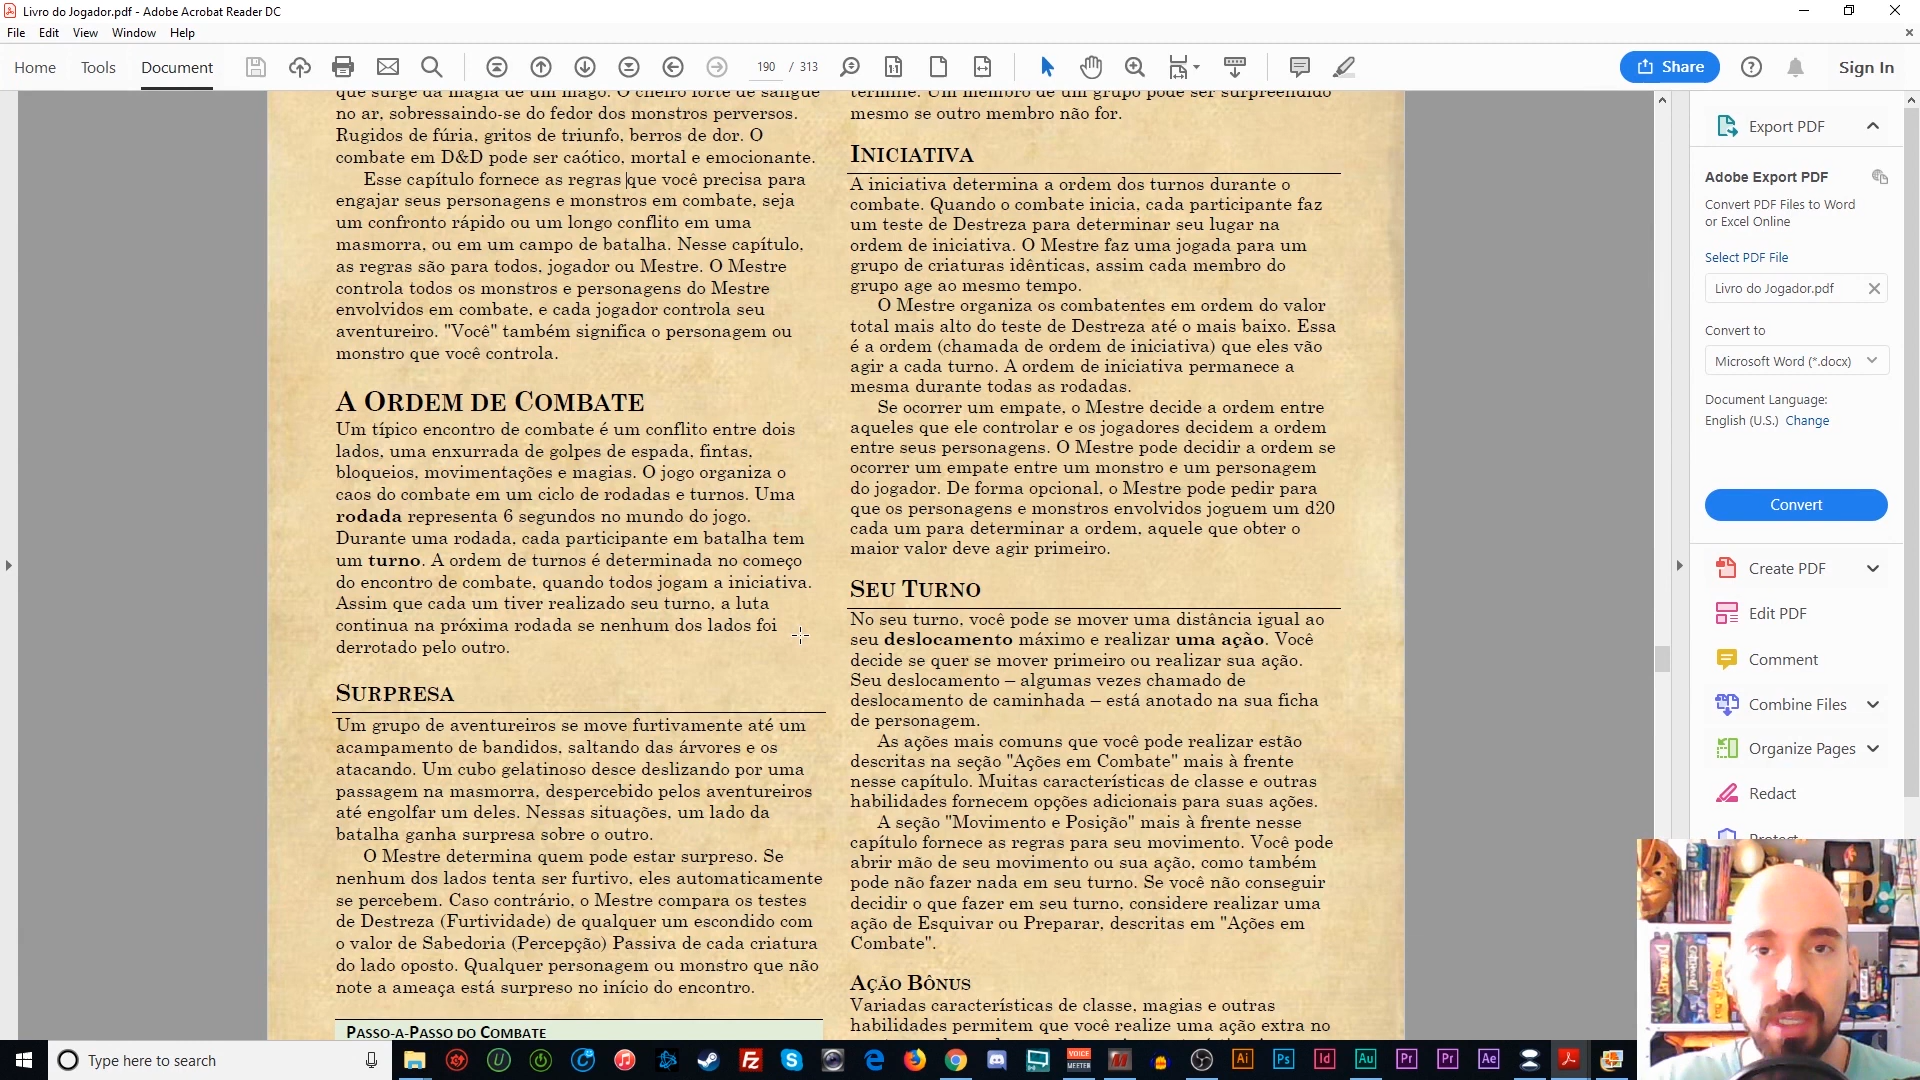 Livro do Jogador.pdf - Adobe Acrobat Reader DC
File Edit View Window Help
Home Tools Document
190 / 313
Share
Sign In
que surge da magia de um mago. O cheiro forte de sangue
no ar, sobressaindo-se do fedor dos monstros perversos.
Rugidos de fúria, gritos de triunfo, berros de dor. O
combate em D&D pode ser caótico, mortal e emocionante.
Esse capítulo fornece as regras que você precisa para
engajar seus personagens e monstros em combate, seja
um confronto rápido ou um longo conflito em uma
masmorra, ou em um campo de batalha. Nesse capítulo,
as regras são para todos, jogador ou Mestre. O Mestre
controla todos os monstros e personagens do Mestre
envolvidos em combate, e cada jogador controla seu
aventureiro. "Você" também significa o personagem ou
monstro que você controla.
A ORDEM DE COMBATE
Um típico encontro de combate é um conflito entre dois
lados, uma enxurrada de golpes de espada, fintas,
bloqueios, movimentações e magias. O jogo organiza o
caos do combate em um ciclo de rodadas e turnos. Uma
rodada representa 6 segundos no mundo do jogo.
Durante uma rodada, cada participante em batalha tem
um turno. A ordem de turnos é determinada no começo
do encontro de combate, quando todos jogam a iniciativa.
Assim que cada um tiver realizado seu turno, a luta
continua na próxima rodada se nenhum dos lados foi
derrotado pelo outro.
SURPRESA
Um grupo de aventureiros se move furtivamente até um
acampamento de bandidos, saltando das árvores e os
atacando. Um cubo gelatinoso desce deslizando por uma
passagem na masmorra, despercebido pelos aventureiros
até engolfar um deles. Nessas situações, um lado da
batalha ganha surpresa sobre o outro.
O Mestre determina quem pode estar surpreso. Se
nenhum dos lados tenta ser furtivo, eles automaticamente
se percebem. Caso contrário, o Mestre compara os testes
de Destreza (Furtividade) de qualquer um escondido com
o valor de Sabedoria (Percepção) Passiva de cada criatura
do lado oposto. Qualquer personagem ou monstro que não
note a ameaça está surpreso no início do encontro.
PASSO-A-PASSO DO COMBATE
termine. Um membro de um grupo pode ser surpreendido
mesmo se outro membro não for.
INICIATIVA
A iniciativa determina a ordem dos turnos durante o
combate. Quando o combate inicia, cada participante faz
um teste de Destreza para determinar seu lugar na
ordem de iniciativa. O Mestre faz uma jogada para um
grupo de criaturas idênticas, assim cada membro do
grupo age ao mesmo tempo.
O Mestre organiza os combatentes em ordem do valor
total mais alto do teste de Destreza até o mais baixo. Essa
é a ordem (chamada de ordem de iniciativa) que eles vão
agir a cada turno. A ordem de iniciativa permanece a
mesma durante todas as rodadas.
Se ocorrer um empate, o Mestre decide a ordem entre
aqueles que ele controlar e os jogadores decidem a ordem
entre seus personagens. O Mestre pode decidir a ordem se
ocorrer um empate entre um monstro e um personagem
do jogador. De forma opcional, o Mestre pode pedir para
que os personagens e monstros envolvidos joguem um d20
cada um para determinar a ordem, aquele que obter o
maior valor deve agir primeiro.
SEU TURNO
No seu turno, você pode se mover uma distância igual ao
seu deslocamento máximo e realizar uma ação. Você
decide se quer se mover primeiro ou realizar sua ação.
Seu deslocamento – algumas vezes chamado de
deslocamento de caminhada – está anotado na sua ficha
de personagem.
As ações mais comuns que você pode realizar estão
descritas na seção "Ações em Combate" mais à frente
nesse capítulo. Muitas características de classe e outras
habilidades fornecem opções adicionais para suas ações.
A seção "Movimento e Posição" mais à frente nesse
capítulo fornece as regras para seu movimento. Você pode
abrir mão de seu movimento ou sua ação, como também
pode não fazer nada em seu turno. Se você não conseguir
decidir o que fazer em seu turno, considere realizar uma
ação de Esquivar ou Preparar, descritas em "Ações em
Combate".
AÇÃO BÔNUS
Variadas características de classe, magias e outras
habilidades permitem que você realize uma ação extra no
Export PDF
Adobe Export PDF
Convert PDF Files to Word
or Excel Online
Select PDF File
Livro do Jogador.pdf
Convert to
Microsoft Word (*.docx)
Document Language:
English (U.S.) Change
Convert
Create PDF
Edit PDF
Comment
Combine Files
Organize Pages
Redact
Protect
Type here to search
VOICE MEETER
Ai Ps Id Au Pr Pr Ae